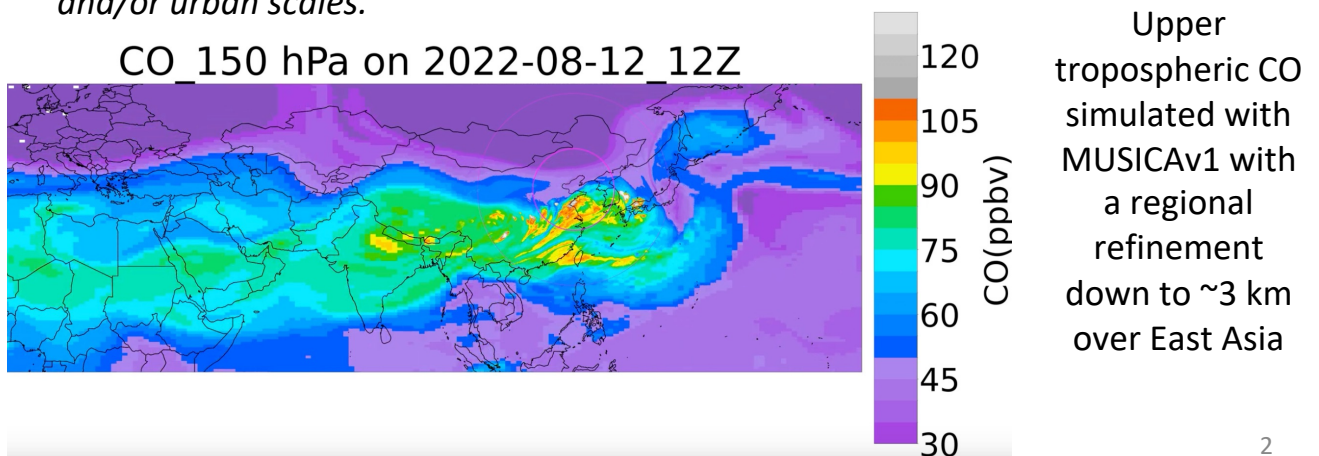 and/or urban scales.
CO_150 hPa on 2022-08-12_12Z
120
105
90
75
60
45
30
CO(ppbv)
Upper
tropospheric CO
simulated with
MUSICAv1 with
a regional
refinement
down to ~3 km
over East Asia
2